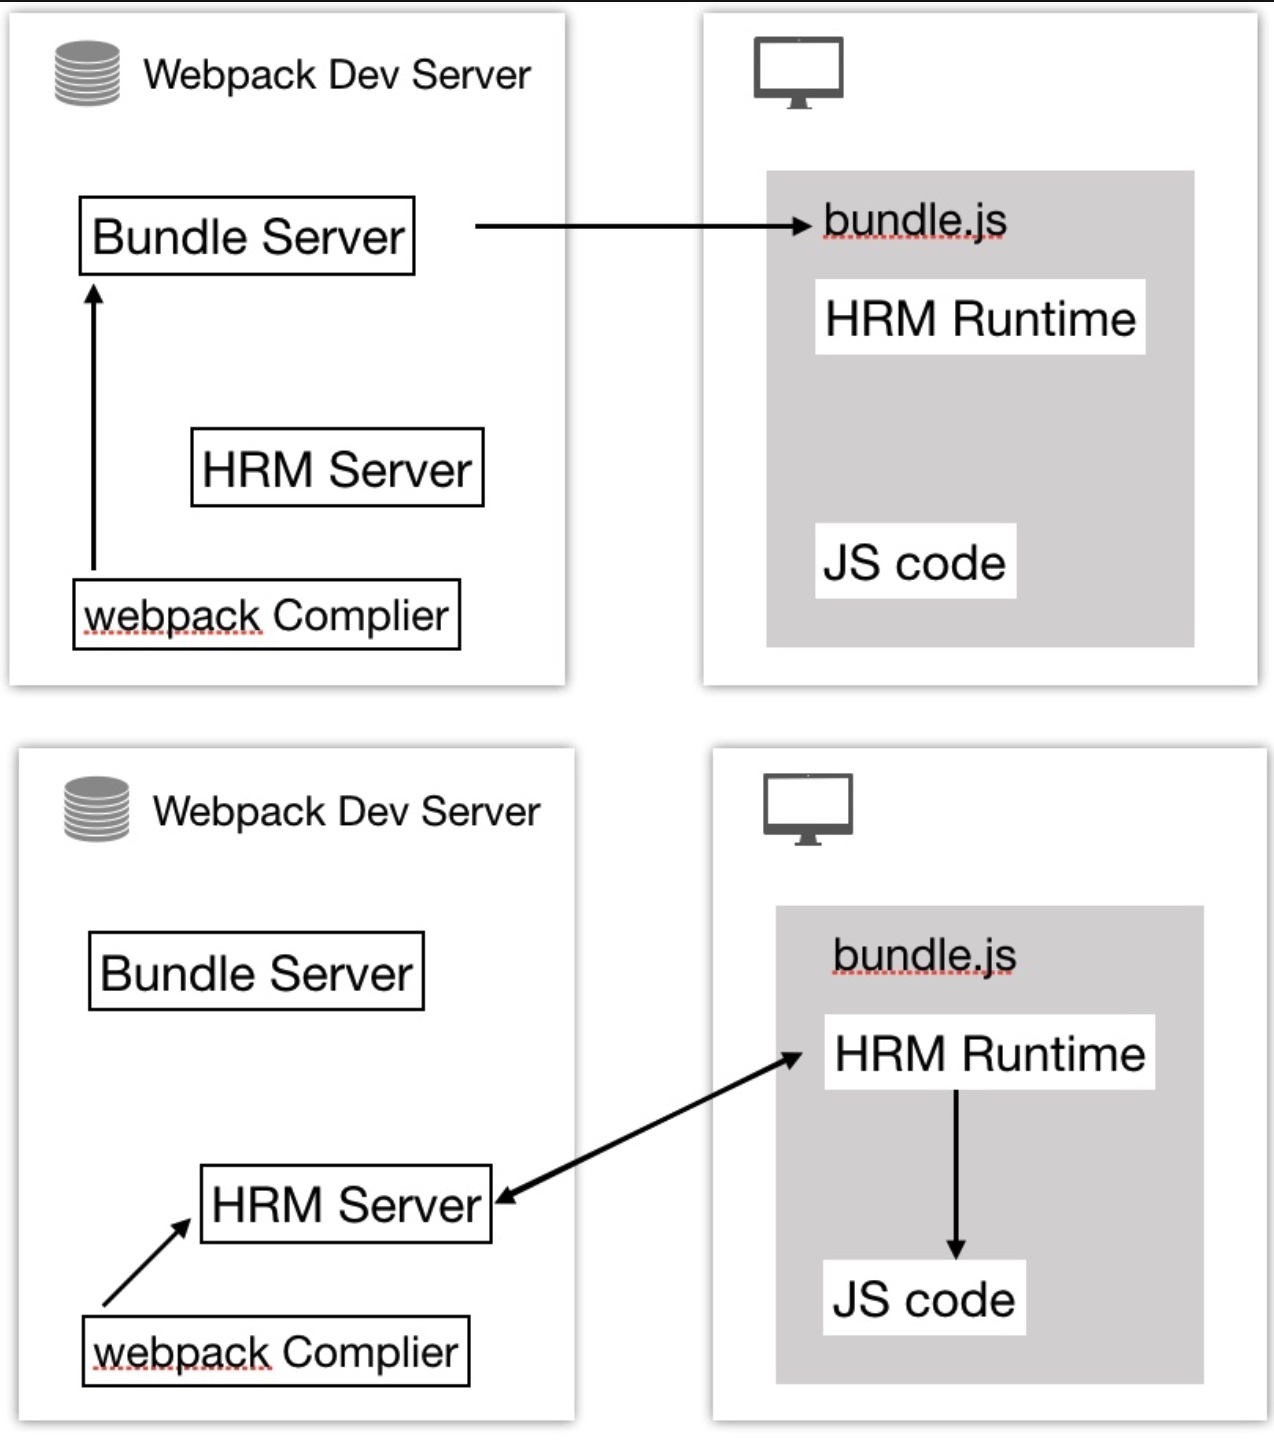 Webpack Dev Server
Bundle Server
HRM Server
webpack Complier
bundle.js
HRM Runtime
JS code
Webpack Dev Server
Bundle Server
HRM Server
webpack Complier
bundle.js
HRM Runtime
JS code